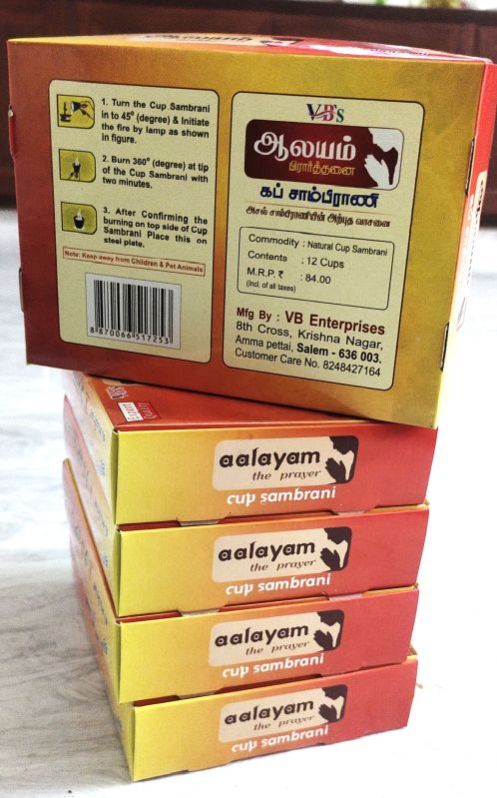 1. Turn the Cup Sambrani
in to 45° (degree) & Initiate
the fire by lamp as shown
in figure.
2. Burn 360° (degree) at tip
of the Cup Sambrani with
two minutes.
3. After Confirming the
burning on top side of Cup
Sambrani Place this on
steel plate.
Note: Keep away from Children & Pet Animals
8 870066 517253
VB's
ஆலயம்
பிரார்த்தனை
கப் சாம்பிராணி
அசல் சாம்பிராணியின் அற்புத வாசனை
Commodity : Natural Cup Sambrani
Contents : 12 Cups
M.R.P. ₹ : 84.00
(Incl. of all taxes)
Mfg By : VB Enterprises
8th Cross, Krishna Nagar,
Amma pettai, Salem - 636 003.
Customer Care No. 8248427164
aalayam
the prayer
cup sambrani
aalayam
the prayer
cup sambrani
aalayam
the prayer
cup sambrani
aalayam
the prayer
cup sambrani